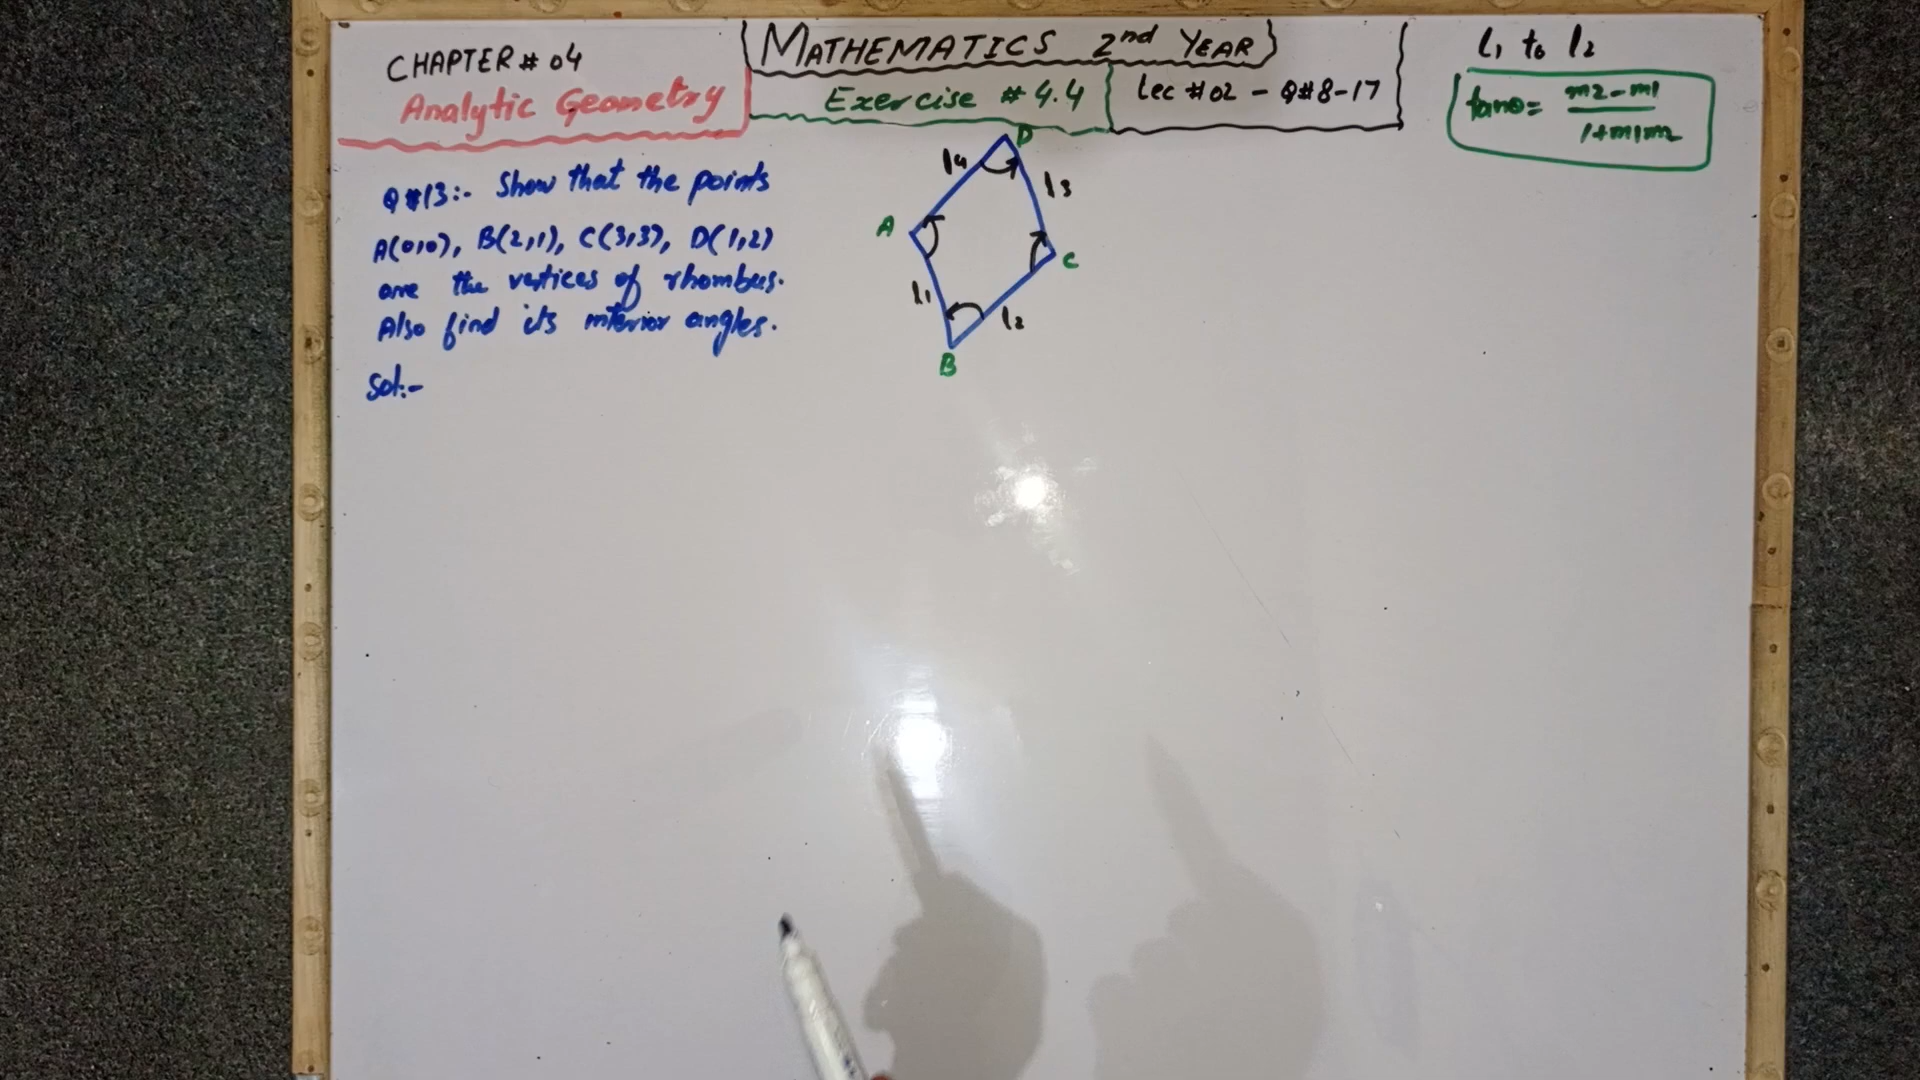 CHAPTER # 04
Analytic Geometry
MATHEMATICS 2nd YEAR
Exercise # 4.4
Lec # 02 - Q#8-17
l1 to l2
tanθ = m2-m1
1+m1m2
Q#13:- Show that the points
A(0,0), B(2,1), C(3,3), D(1,2)
are the vertices of rhombus.
Also find its interior angles.
Sol:-
D
l4
l3
A
C
l1
l2
B